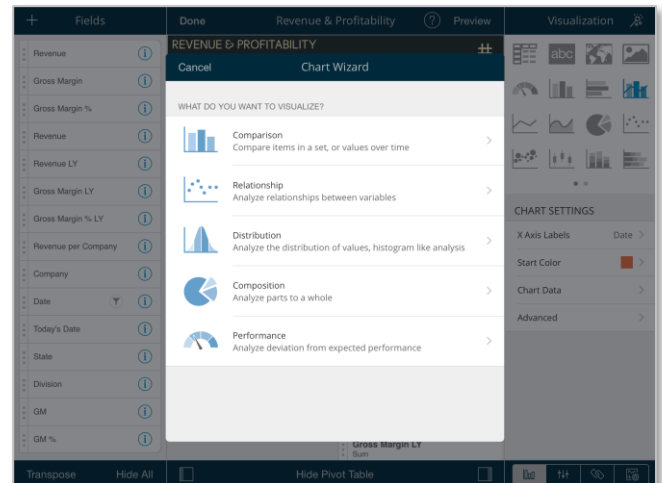 + Fields
Revenue
Gross Margin
Gross Margin %
Revenue
Revenue LY
Gross Margin LY
Gross Margin % LY
Revenue per Company
Company
Date
Today's Date
State
Division
GM
GM %
Transpose Hide All
Done Revenue & Profitability ? Preview
REVENUE & PROFITABILITY
Cancel Chart Wizard
WHAT DO YOU WANT TO VISUALIZE?
Comparison
Compare items in a set, or values over time
Relationship
Analyze relationships between variables
Distribution
Analyze the distribution of values, histogram like analysis
Composition
Analyze parts to a whole
Performance
Analyze deviation from expected performance
Gross Margin LY
Sum
Hide Pivot Table
Visualization
abc
CHART SETTINGS
X Axis Labels Date
Start Color
Chart Data
Advanced